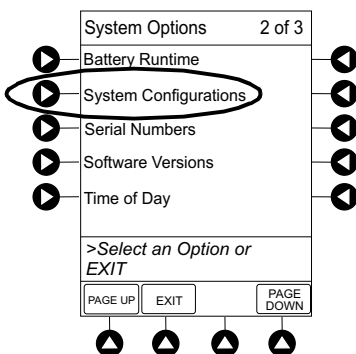 System Options 2 of 3
Battery Runtime
System Configurations
Serial Numbers
Software Versions
Time of Day
>Select an Option or
EXIT
PAGE UP EXIT PAGE
DOWN